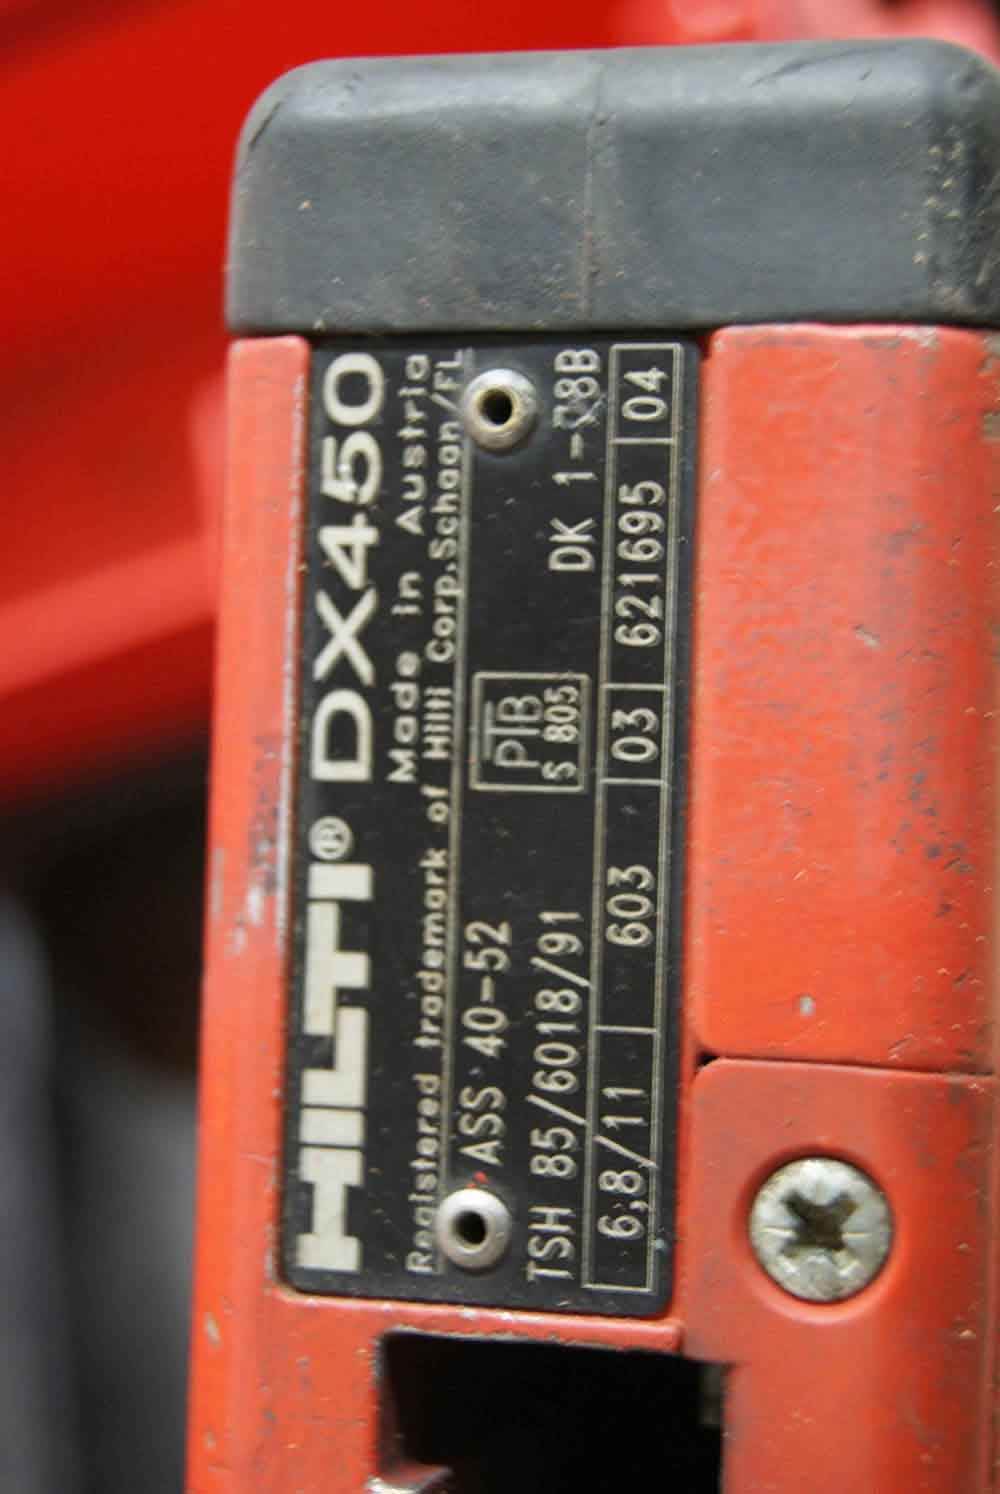 HILTI® DX450
Made in Austria
Registered trademark of Hilti Corp. Schaan/FL
ASS 40-52
PTB
S 805
TSH 85/6018/91
DK
6,8/11 603 03 621695 04